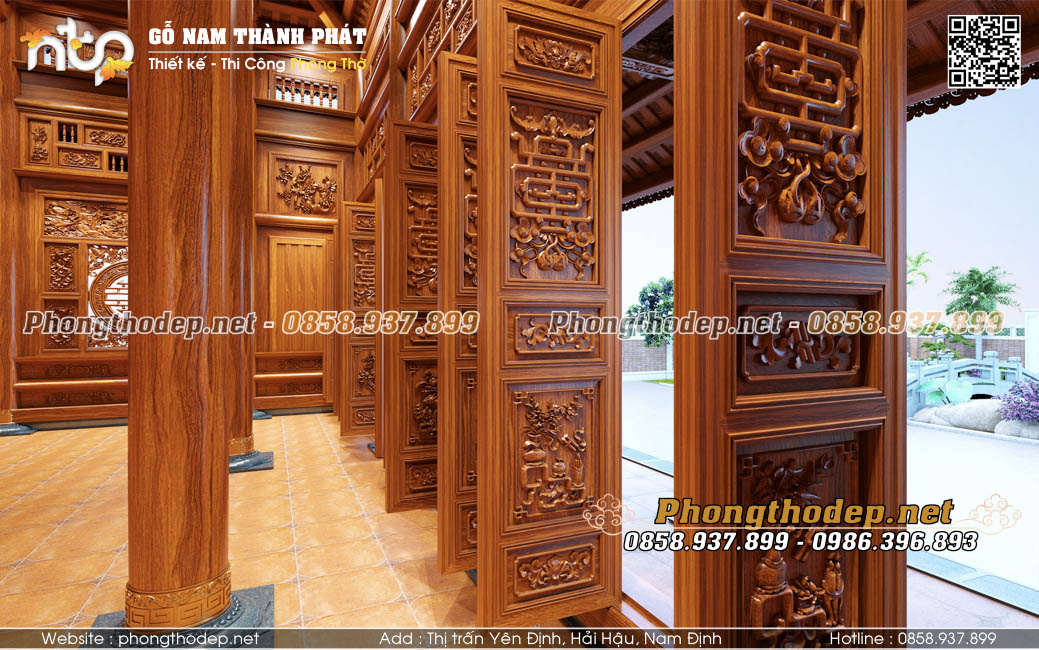 ntp GỖ NAM THÀNH PHÁT
Thiết kế - Thi Công Phòng Thờ
Phongthodep.net - 0858.937.899 Phongthodep.net - 0858.937.899
Phongthodep.net
0858.937.899 - 0986.396.893
Website : phongthodep.net Add : Thị trấn Yên Định, Hải Hậu, Nam Định Hotline : 0858.937.899